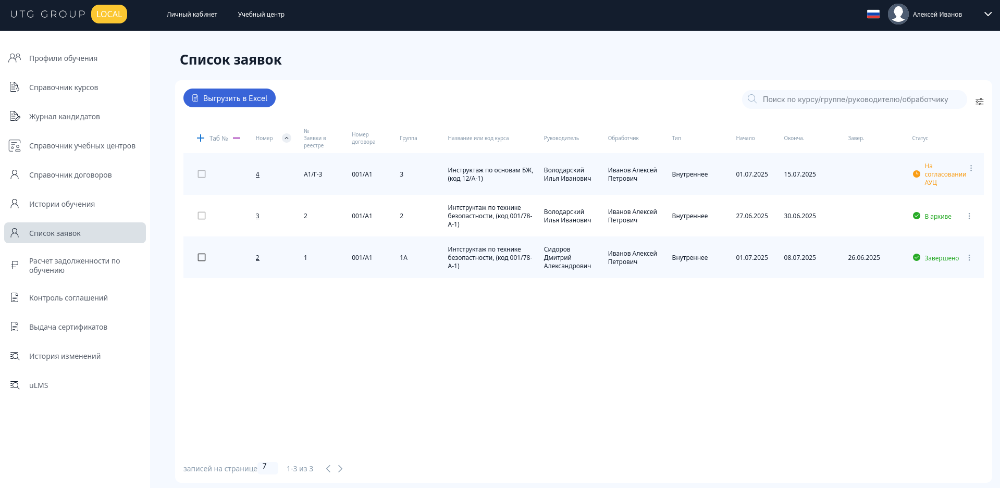 UTG GROUP LOCAL
Личный кабинет
Учебный центр
Алексей Иванов
Профили обучения
Справочник курсов
Журнал кандидатов
Справочник учебных центров
Справочник договоров
Истории обучения
Список заявок
Расчет задолженности по
обучению
Контроль соглашений
Выдача сертификатов
История изменений
uLMS
Список заявок
Выгрузить в Excel
Поиск по курсу/группе/руководителю/обработчику
Таб №
Номер
№
Заявки в
реестре
Номер
договора
Группа
Название или код курса
Руководитель
Обработчик
Тип
Начало
Оконча.
Завер.
Статус
4
А1/Г-3
001/А1
3
Инструктаж по основам БЖ,
(код 12/А-1)
Володарский
Илья Иванович
Иванов Алексей
Петрович
Внутреннее
01.07.2025
15.07.2025
На
согласовании
АУЦ
3
2
001/А1
2
Интструктаж по технике
безопастности, (код 001/78-
А-1)
Володарский
Илья Иванович
Иванов Алексей
Петрович
Внутреннее
27.06.2025
30.06.2025
В архиве
2
1
001/А1
1А
Интструктаж по технике
безопастности, (код 001/78-
А-1)
Сидоров
Дмитрий
Александрович
Иванов Алексей
Петрович
Внутреннее
01.07.2025
08.07.2025
26.06.2025
Завершено
записей на странице
7
1-3 из 3